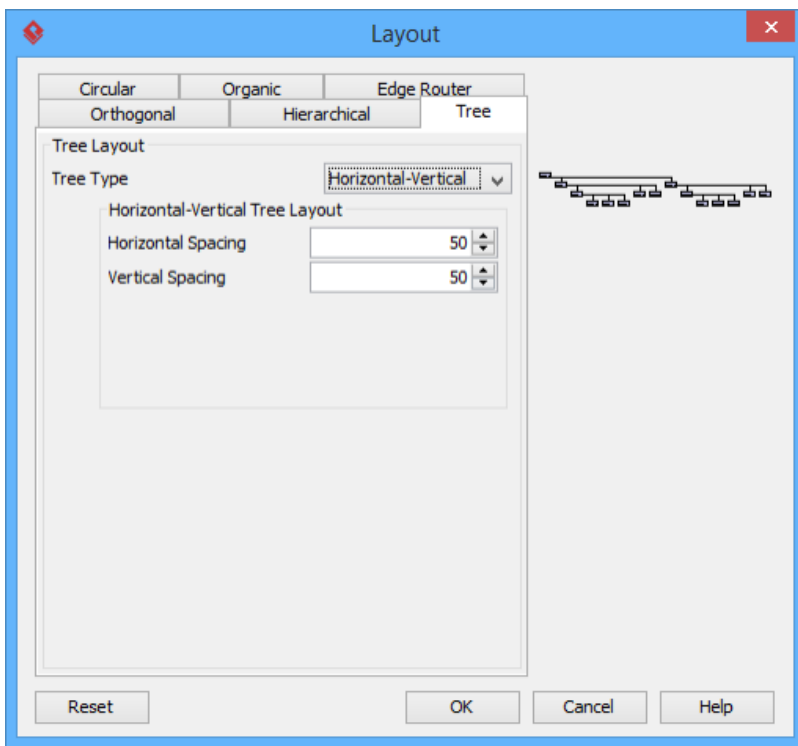 Layout
Circular Organic Edge Router
Orthogonal Hierarchical Tree
Tree Layout
Tree Type Horizontal-Vertical
Horizontal-Vertical Tree Layout
Horizontal Spacing 50
Vertical Spacing 50
Reset OK Cancel Help